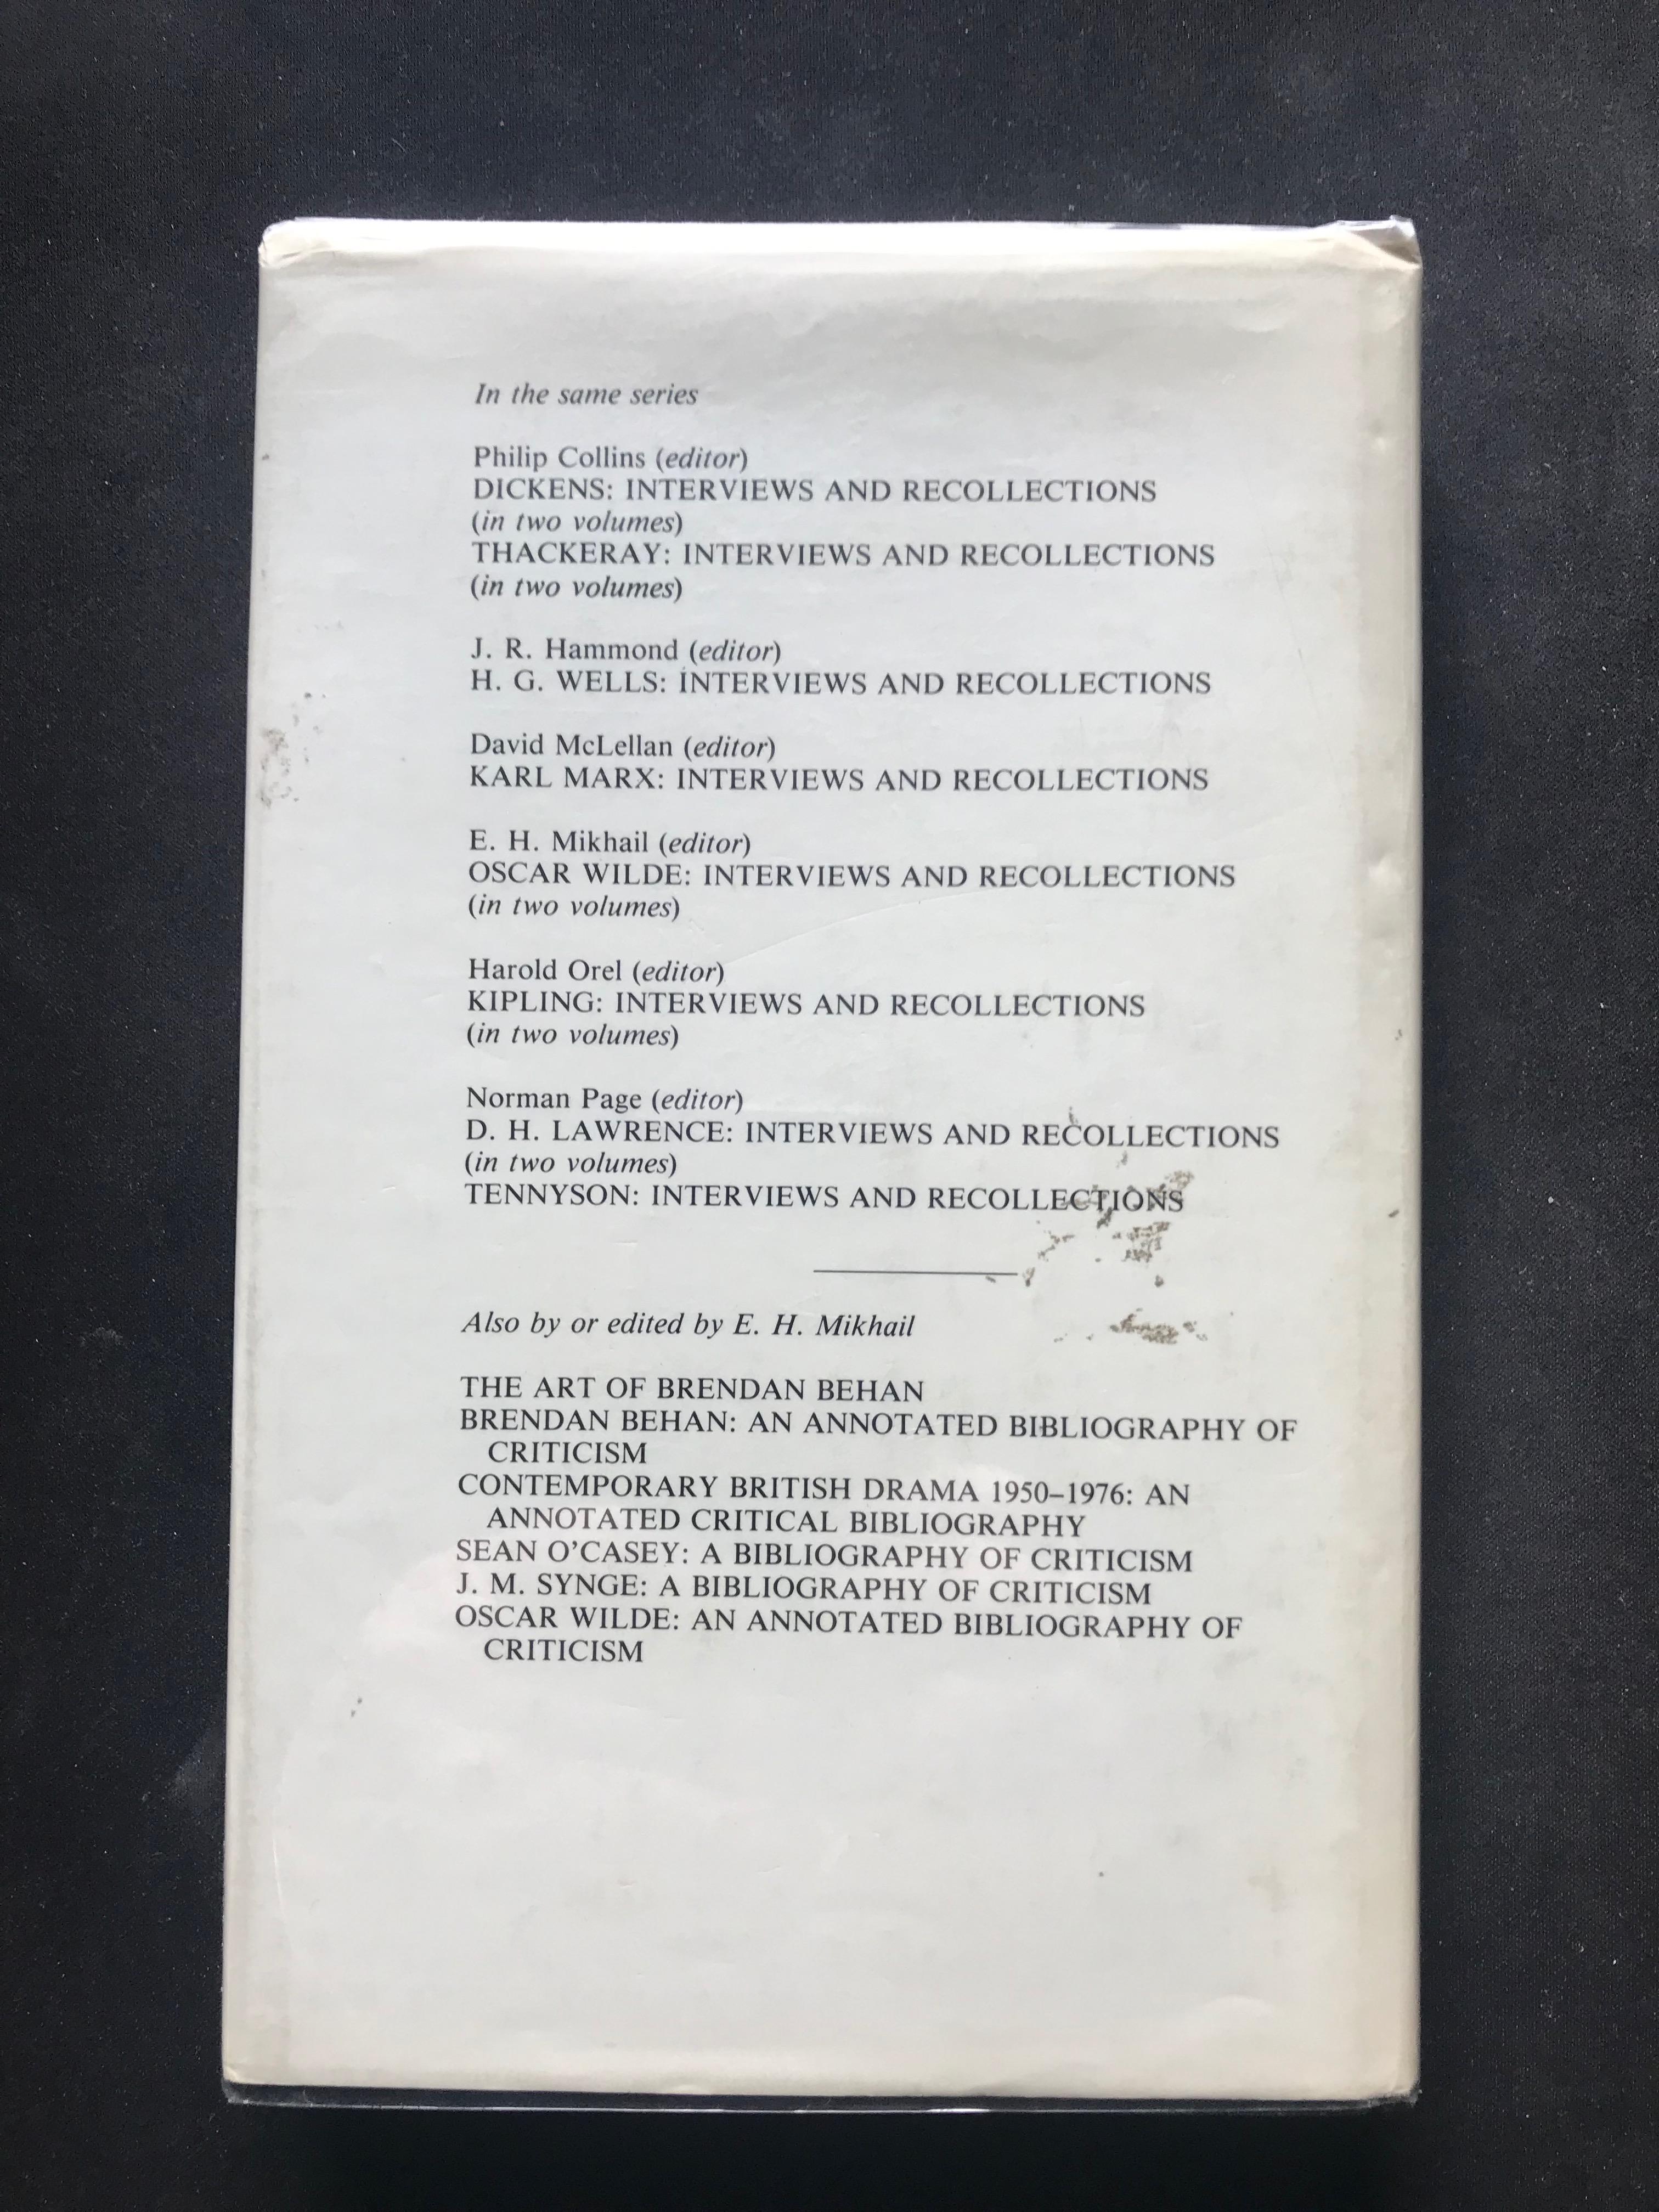 In the same series
Philip Collins (editor)
DICKENS: INTERVIEWS AND RECOLLECTIONS
(in two volumes)
THACKERAY: INTERVIEWS AND RECOLLECTIONS
(in two volumes)
J. R. Hammond (editor)
H. G. WELLS: INTERVIEWS AND RECOLLECTIONS
David McLellan (editor)
KARL MARX: INTERVIEWS AND RECOLLECTIONS
E. H. Mikhail (editor)
OSCAR WILDE: INTERVIEWS AND RECOLLECTIONS
(in two volumes)
Harold Orel (editor)
KIPLING: INTERVIEWS AND RECOLLECTIONS
(in two volumes)
Norman Page (editor)
D. H. LAWRENCE: INTERVIEWS AND RECOLLECTIONS
(in two volumes)
TENNYSON: INTERVIEWS AND RECOLLECTIONS
Also by or edited by E. H. Mikhail
THE ART OF BRENDAN BEHAN
BRENDAN BEHAN: AN ANNOTATED BIBLIOGRAPHY OF
CRITICISM
CONTEMPORARY BRITISH DRAMA 1950–1976: AN
ANNOTATED CRITICAL BIBLIOGRAPHY
SEAN O'CASEY: A BIBLIOGRAPHY OF CRITICISM
J. M. SYNGE: A BIBLIOGRAPHY OF CRITICISM
OSCAR WILDE: AN ANNOTATED BIBLIOGRAPHY OF
CRITICISM